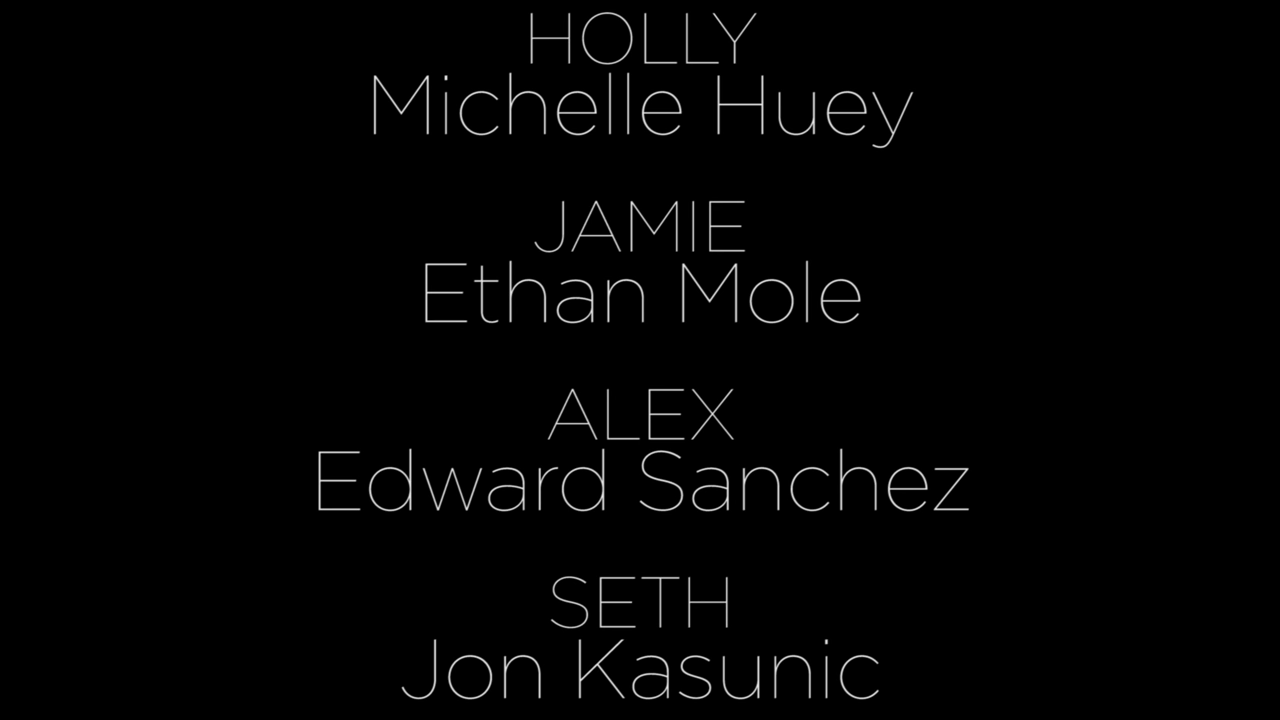 HOLLY
Michelle Huey
JAMIE
Ethan Mole
ALEX
Edward Sanchez
SETH
Jon Kasunic